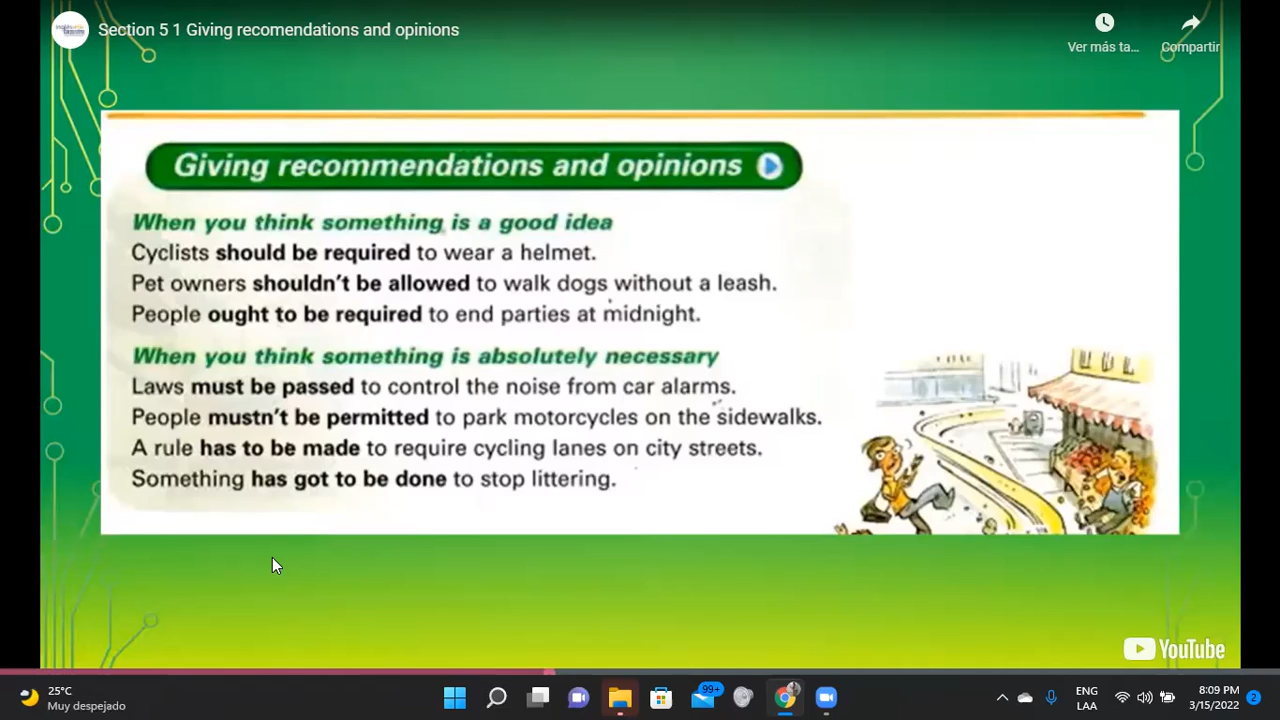 Section 5 1 Giving recomendations and opinions
Ver más ta...
Compartir
Giving recommendations and opinions
When you think something is a good idea
Cyclists should be required to wear a helmet.
Pet owners shouldn't be allowed to walk dogs without a leash.
People ought to be required to end parties at midnight.
When you think something is absolutely necessary
Laws must be passed to control the noise from car alarms.
People mustn't be permitted to park motorcycles on the sidewalks.
A rule has to be made to require cycling lanes on city streets.
Something has got to be done to stop littering.
YouTube
25°C
Muy despejado
99+
ENG
LAA
8:09 PM
3/15/2022
2